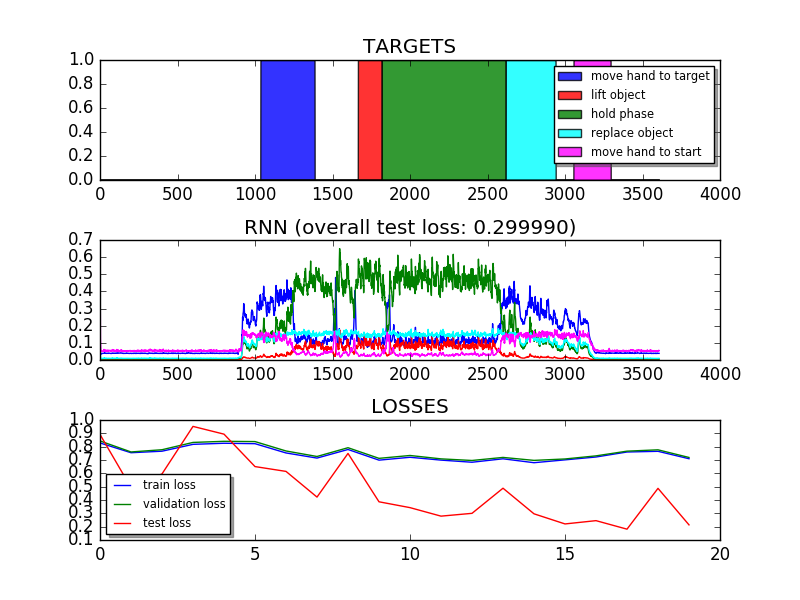 TARGETS
1.0
0.8
0.6
0.4
0.2
0.0
move hand to target
lift object
hold phase
replace object
move hand to start
0 500 1000 1500 2000 2500 3000 3500 4000
RNN (overall test loss: 0.299990)
0.7
0.6
0.5
0.4
0.3
0.2
0.1
0.0
0 500 1000 1500 2000 2500 3000 3500 4000
LOSSES
1.0
0.9
0.8
0.7
0.6
0.5
0.4
0.3
0.2
0.1
train loss
validation loss
test loss
0 5 10 15 20